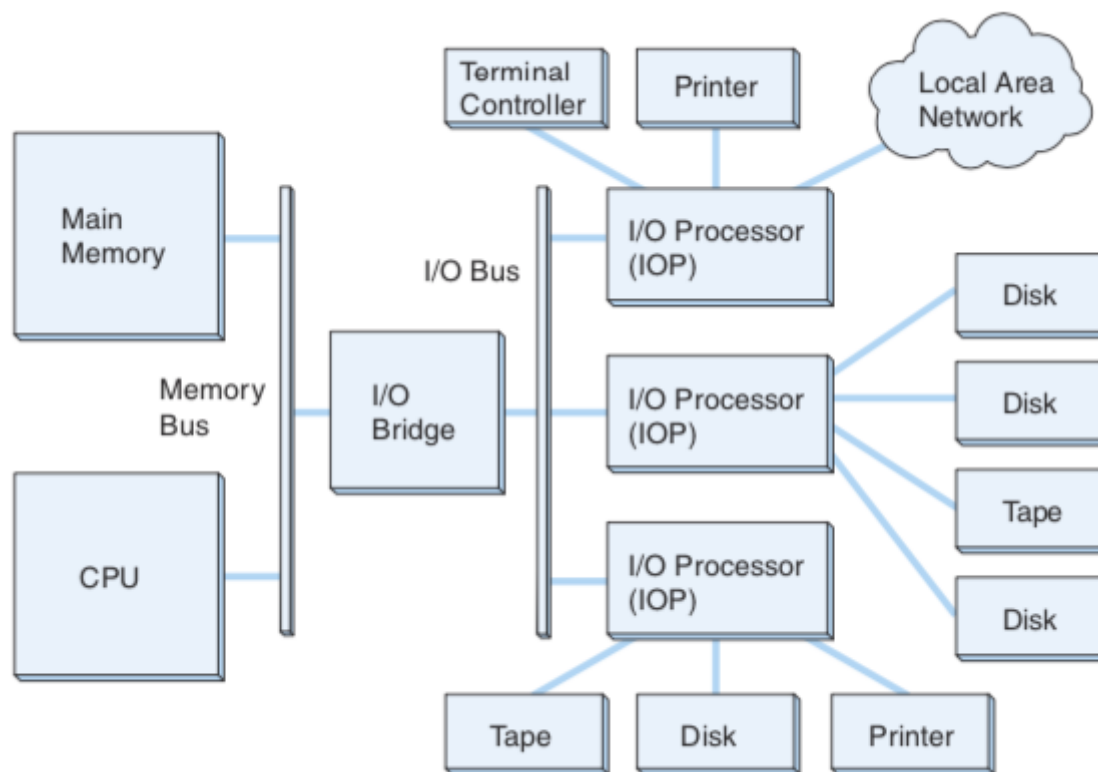 Terminal
Controller
Printer
Local Area
Network
Main
Memory
I/O Bus
I/O Processor
(IOP)
Disk
Memory
Bus
I/O
Bridge
I/O Processor
(IOP)
Disk
Tape
CPU
I/O Processor
(IOP)
Disk
Tape
Disk
Printer